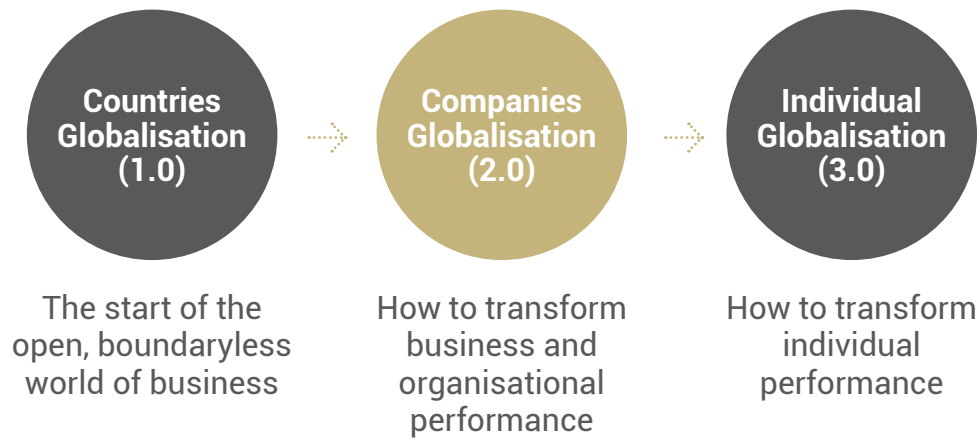 Countries
Globalisation
(1.0)
Companies
Globalisation
(2.0)
Individual
Globalisation
(3.0)
The start of the
open, boundaryless
world of business
How to transform
business and
organisational
performance
How to transform
individual
performance